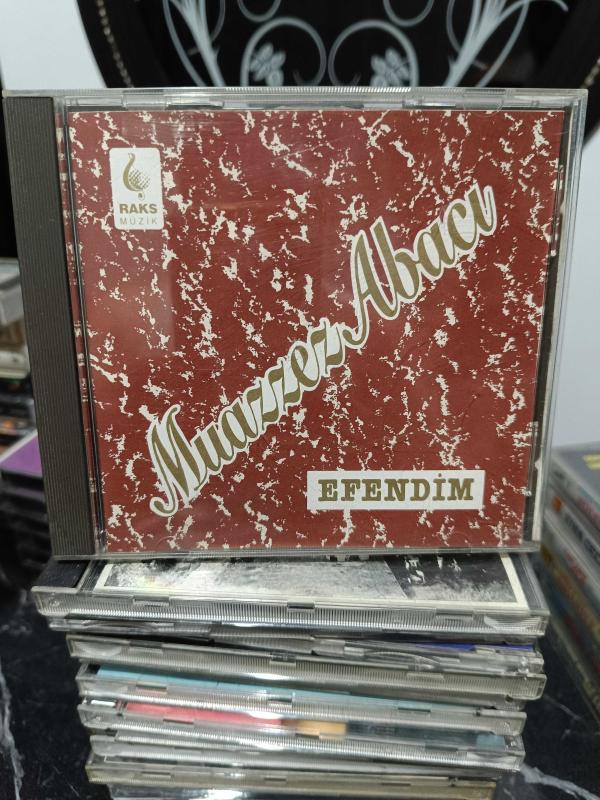 RAKS
MÜZİK
Muazzez Abacı
EFENDİM